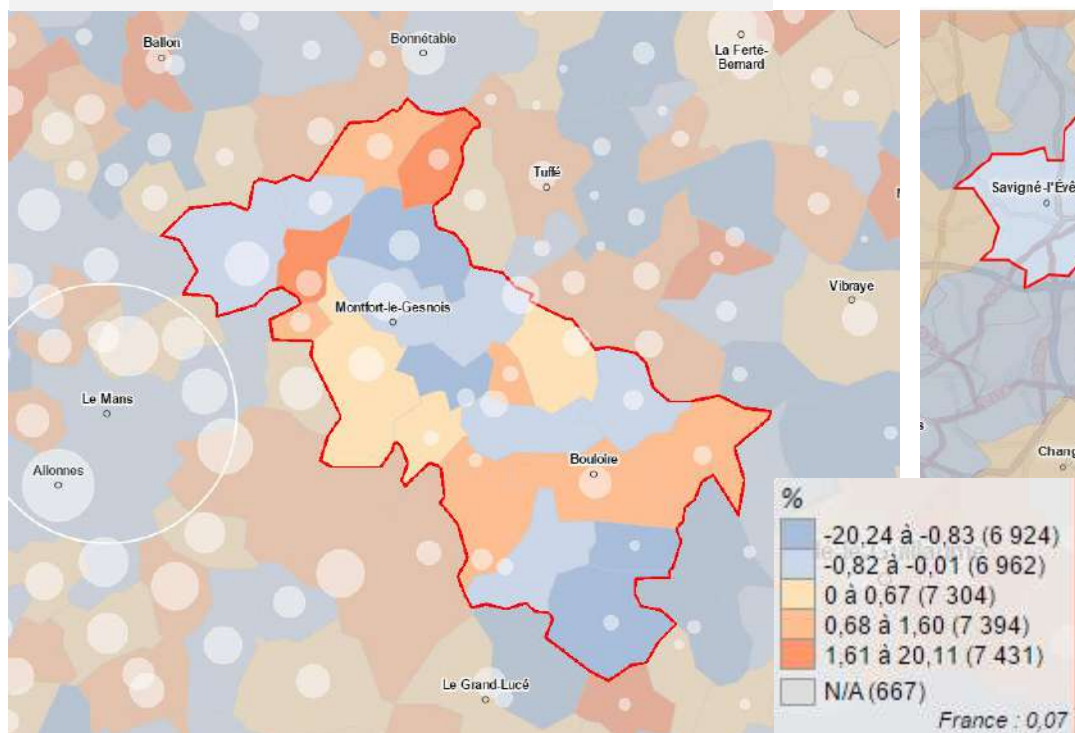 Ballon
Bonnétable
La Ferté-
Bernard
Tuffé
Savigné-l'Évê
Vibraye
Montfort-le-Gesnois
Le Mans
Allonnes
Bouloire
Chang
Le Grand-Lucé
%
-20,24 à -0,83 (6 924)
-0,82 à -0,01 (6 962)
0 à 0,67 (7 304)
0,68 à 1,60 (7 394)
1,61 à 20,11 (7 431)
N/A (667)
France : 0,07